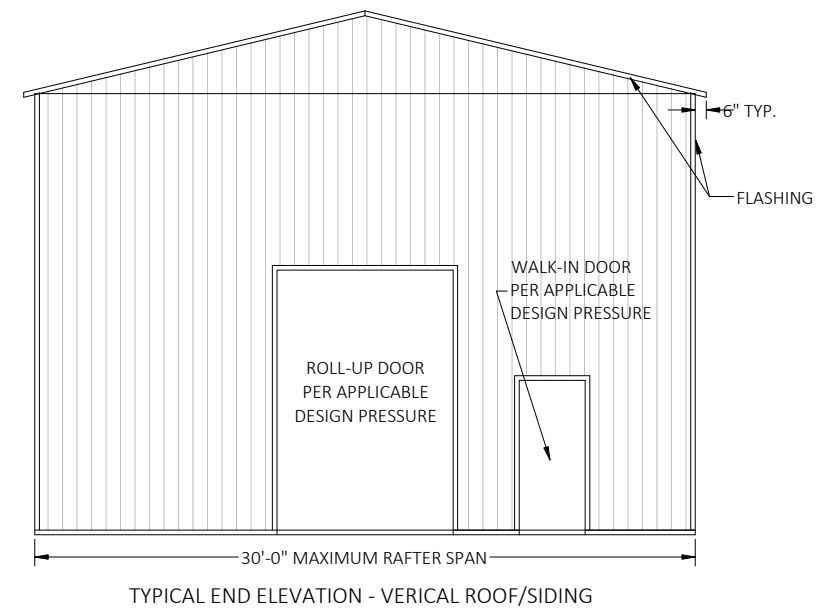 6" TYP.
FLASHING
WALK-IN DOOR
PER APPLICABLE
DESIGN PRESSURE
ROLL-UP DOOR
PER APPLICABLE
DESIGN PRESSURE
30'-0" MAXIMUM RAFTER SPAN
TYPICAL END ELEVATION - VERICAL ROOF/SIDING